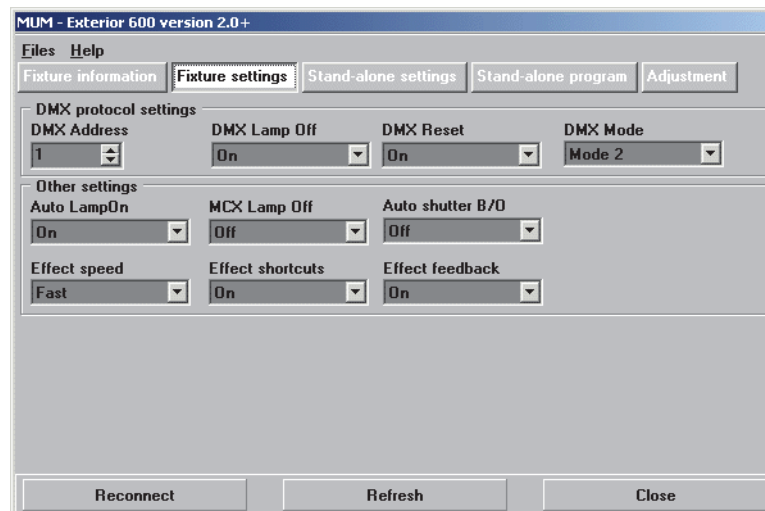 MUM - Exterior 600 version 2.0+
Files Help
Fixture information Fixture settings Stand-alone settings Stand-alone program Adjustment
DMX protocol settings
DMX Address DMX Lamp Off DMX Reset DMX Mode
1 On On Mode 2
Other settings
Auto LampOn MCX Lamp Off Auto shutter B/O
On Off Off
Effect speed Effect shortcuts Effect feedback
Fast On On
Reconnect Refresh Close